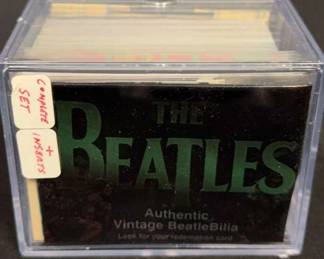 COMPLETE
SET
+
INSERTS
THE
BEATLES
Authentic
Vintage BeatleBilia
Look for your redemption card